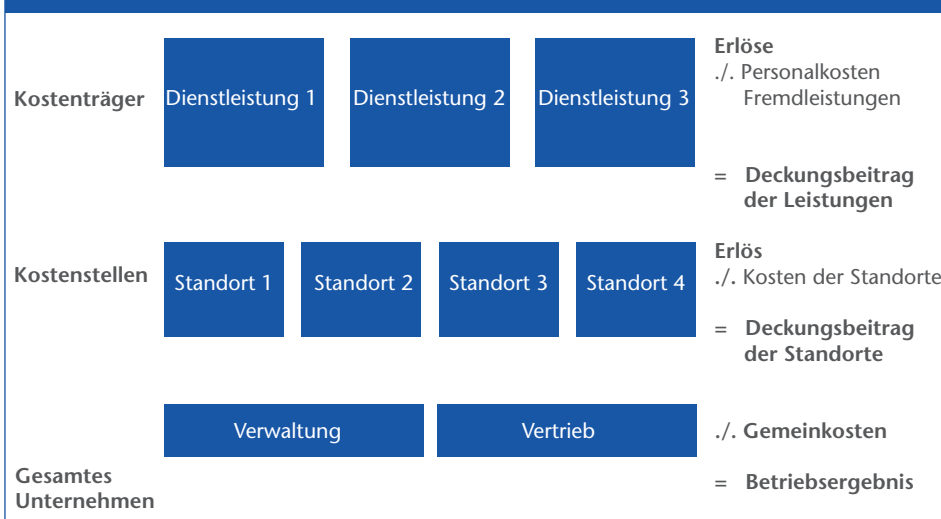 Kostenträger
Dienstleistung 1
Dienstleistung 2
Dienstleistung 3
Erlöse
./. Personalkosten
Fremdleistungen
= Deckungsbeitrag
der Leistungen
Kostenstellen
Standort 1
Standort 2
Standort 3
Standort 4
Erlös
./. Kosten der Standorte
= Deckungsbeitrag
der Standorte
Verwaltung
Vertrieb
./. Gemeinkosten
Gesamtes
Unternehmen
= Betriebsergebnis